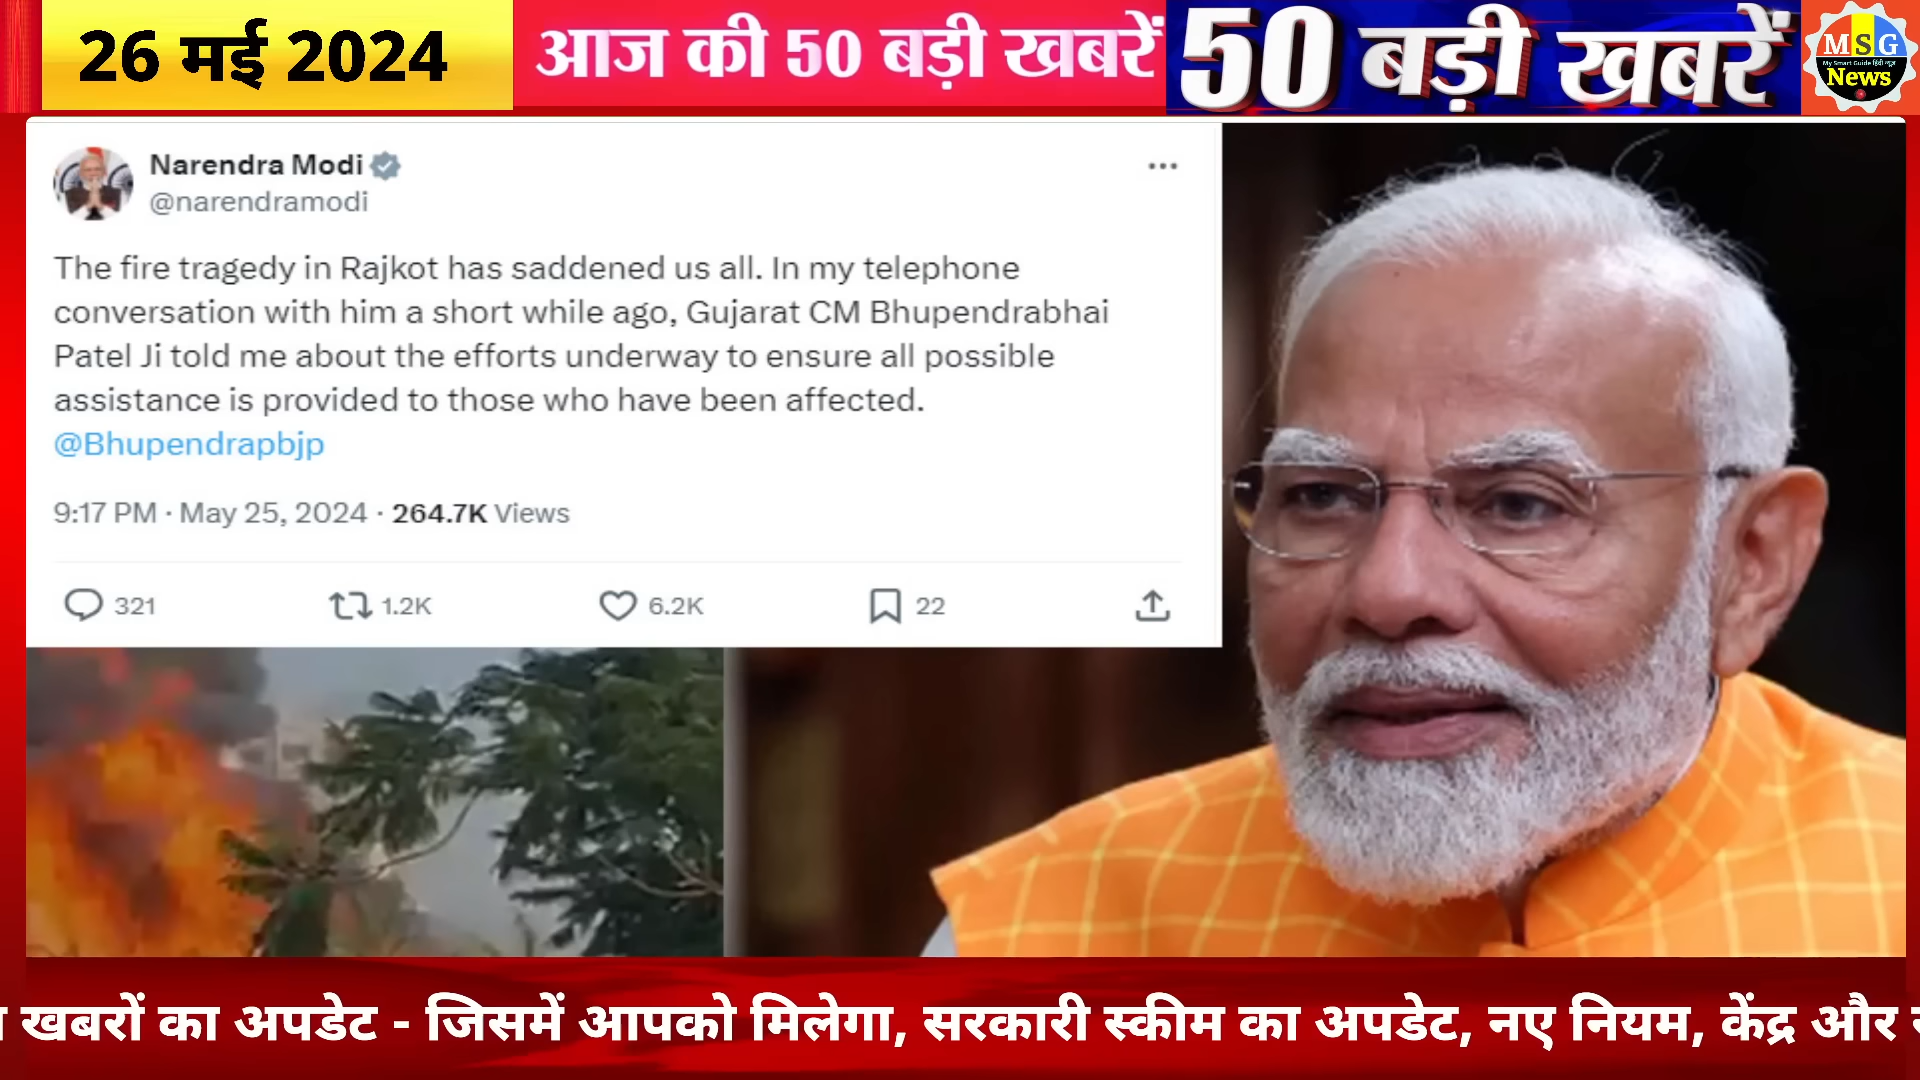 26 मई 2024
आज की 50 बड़ी खबरें
50 बड़ी खबरें
MSG
My Smart Guide हिंदी न्यूज़
News
Narendra Modi
@narendramodi
The fire tragedy in Rajkot has saddened us all. In my telephone
conversation with him a short while ago, Gujarat CM Bhupendrabhai
Patel Ji told me about the efforts underway to ensure all possible
assistance is provided to those who have been affected.
@Bhupendrapbjp
9:17 PM · May 25, 2024 · 264.7K Views
321 1.2K 6.2K 22
खबरों का अपडेट - जिसमें आपको मिलेगा, सरकारी स्कीम का अपडेट, नए नियम, केंद्र और